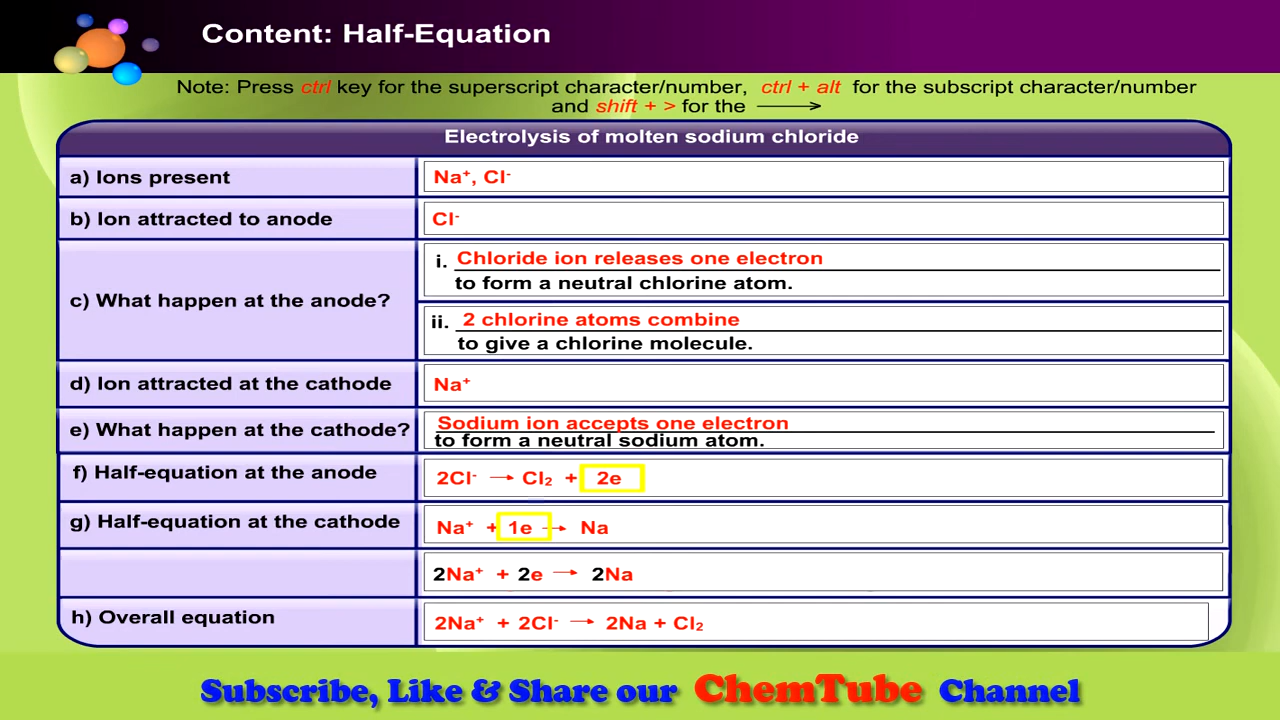 Content: Half-Equation
Note: Press ctrl key for the superscript character/number, ctrl + alt for the subscript character/number
and shift + > for the ⟶
Electrolysis of molten sodium chloride
a) Ions present
Na⁺, Cl⁻
b) Ion attracted to anode
Cl⁻
c) What happen at the anode?
i. Chloride ion releases one electron
to form a neutral chlorine atom.
ii. 2 chlorine atoms combine
to give a chlorine molecule.
d) Ion attracted at the cathode
Na⁺
e) What happen at the cathode?
Sodium ion accepts one electron
to form a neutral sodium atom.
f) Half-equation at the anode
2Cl⁻ → Cl₂ + 2e
g) Half-equation at the cathode
Na⁺ + 1e → Na
2Na⁺ + 2e → 2Na
h) Overall equation
2Na⁺ + 2Cl⁻ → 2Na + Cl₂
Subscribe, Like & Share our ChemTube Channel